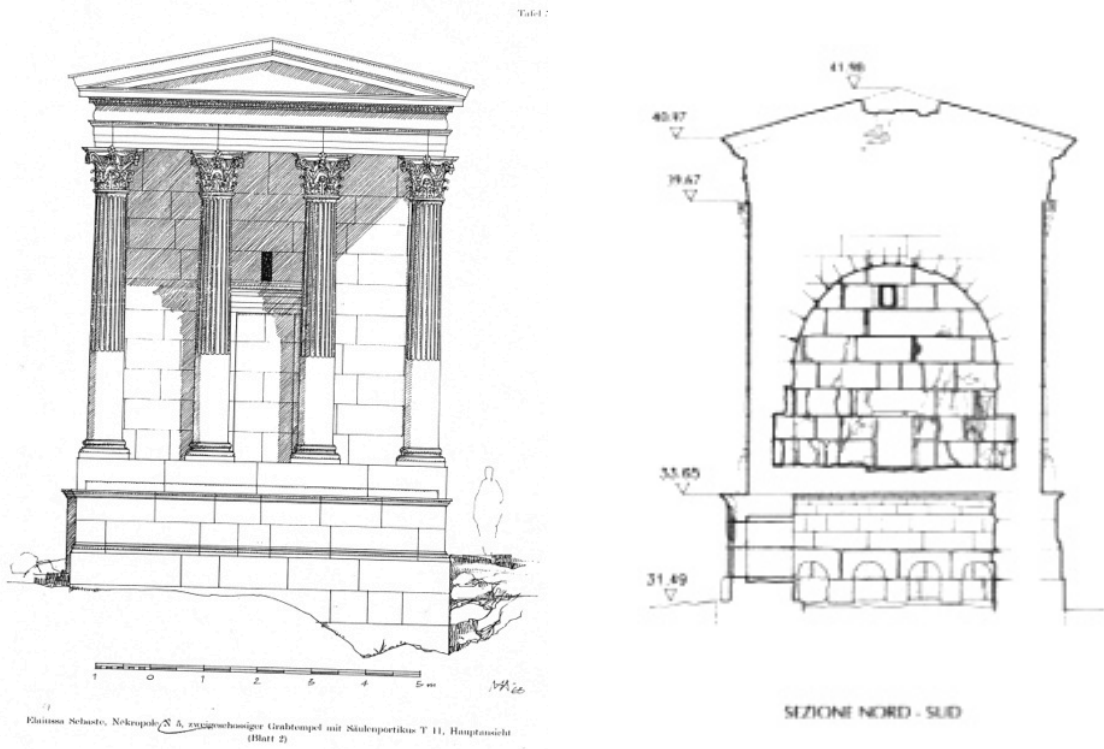 Tafel
1 0 1 2 3 4 5 m
Elaiussa Sebaste, Nekropole N 5, zweigeschossiger Grabtempel mit Säulenportikus T 11, Hauptansicht
(Blatt 2)
41.98
40.97
39.67
33.65
31.49
SEZIONE NORD - SUD